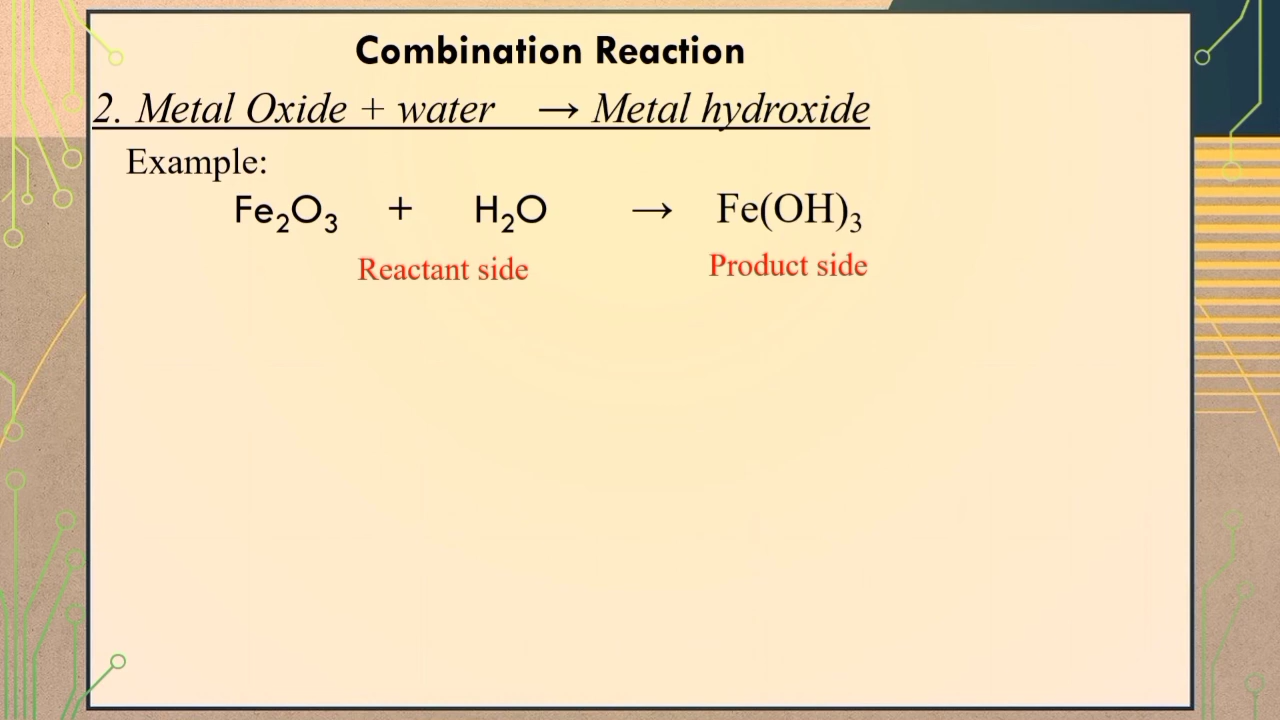 Combination Reaction
2. Metal Oxide + water → Metal hydroxide
Example:
Fe₂O₃ + H₂O → Fe(OH)₃
Reactant side Product side